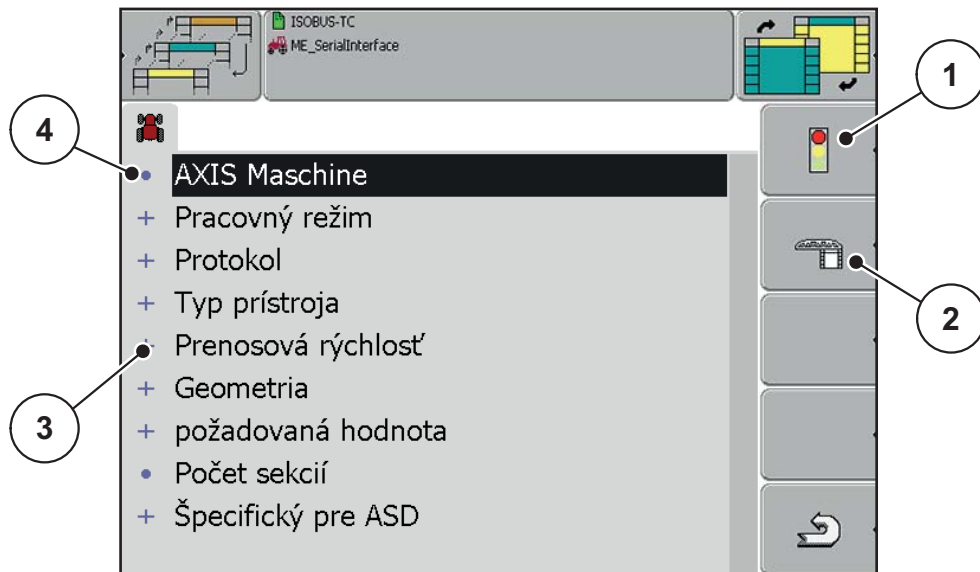 ISOBUS-TC
ME_SerialInterface
1
4
• AXIS Maschine
+ Pracovný režim
+ Protokol
+ Typ prístroja
2
+ Prenosová rýchlosť
3
+ Geometria
+ požadovaná hodnota
• Počet sekcií
+ Špecifický pre ASD